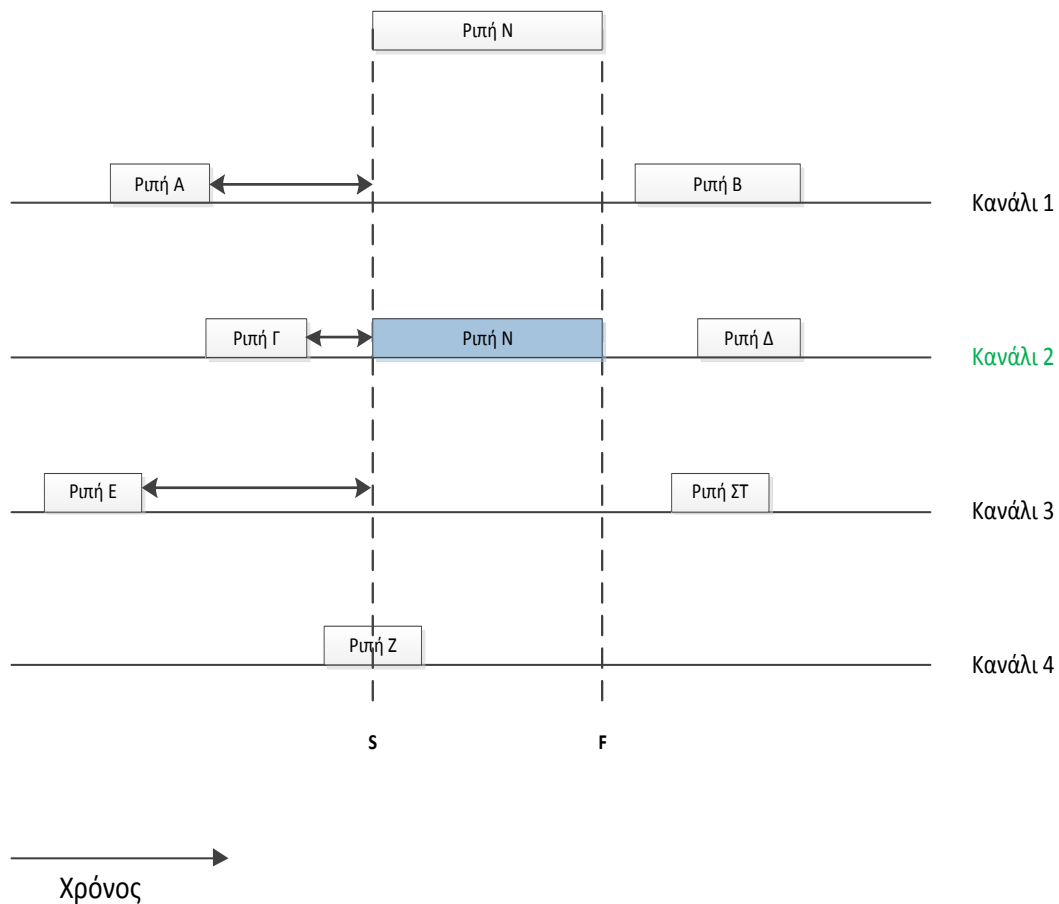 Ριπή Ν
Ριπή Α
Ριπή Β
Κανάλι 1
Ριπή Γ
Ριπή Ν
Ριπή Δ
Κανάλι 2
Ριπή Ε
Ριπή ΣΤ
Κανάλι 3
Ριπή Ζ
Κανάλι 4
S
F
Χρόνος